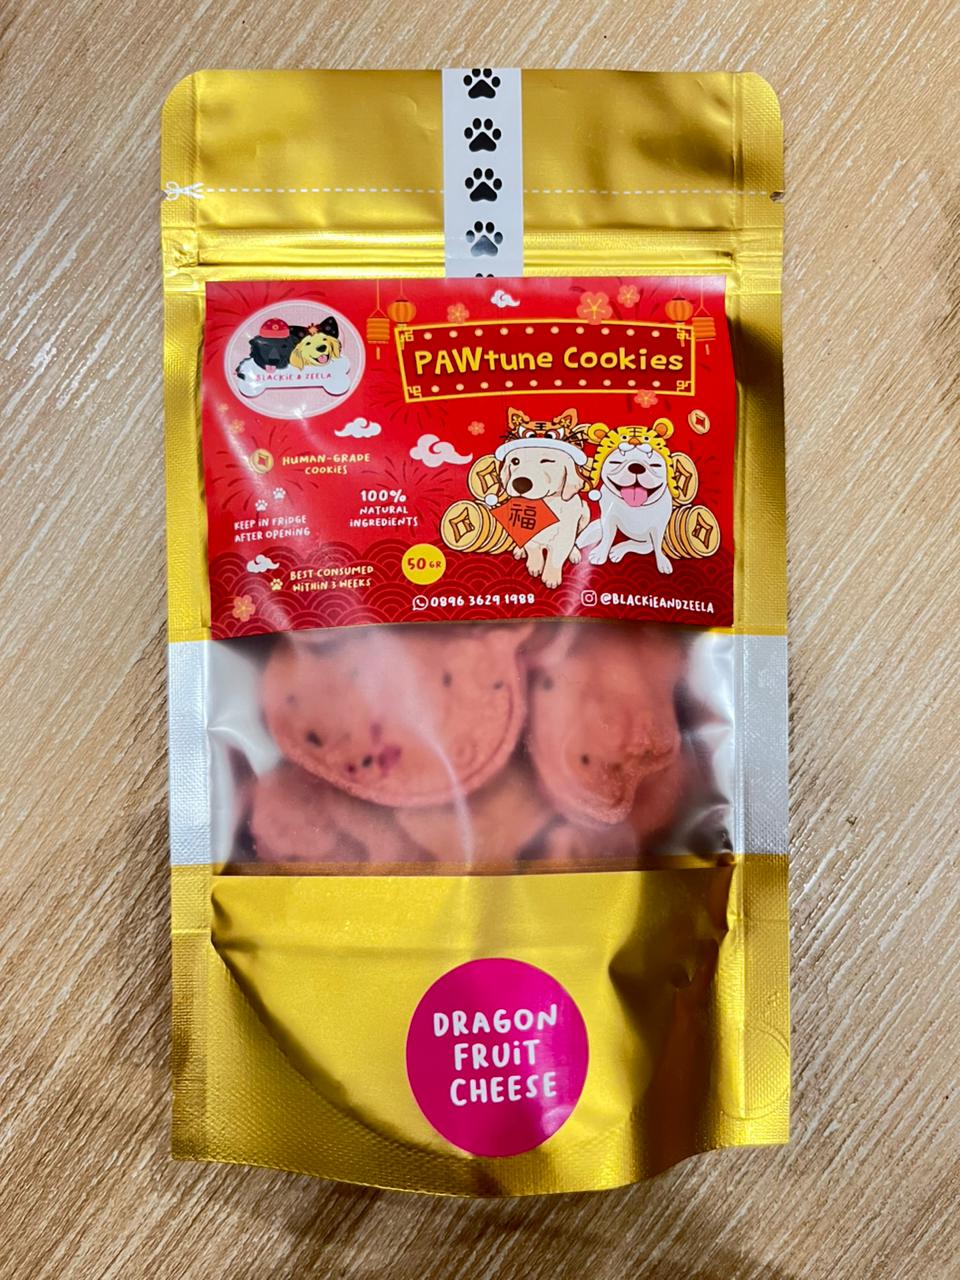 PAWtune Cookies
BLACKiE & ZEELA
HUMAN-GRADE
COOKIES
KEEP IN FRIDGE
AFTER OPENING
100%
NATURAL
INGREDIENTS
BEST CONSUMED
WiTHiN 3 WEEKS
50 GR
王
福
0896 3629 1988
@BLACKiEANDZEELA
DRAGON
FRUiT
CHEESE